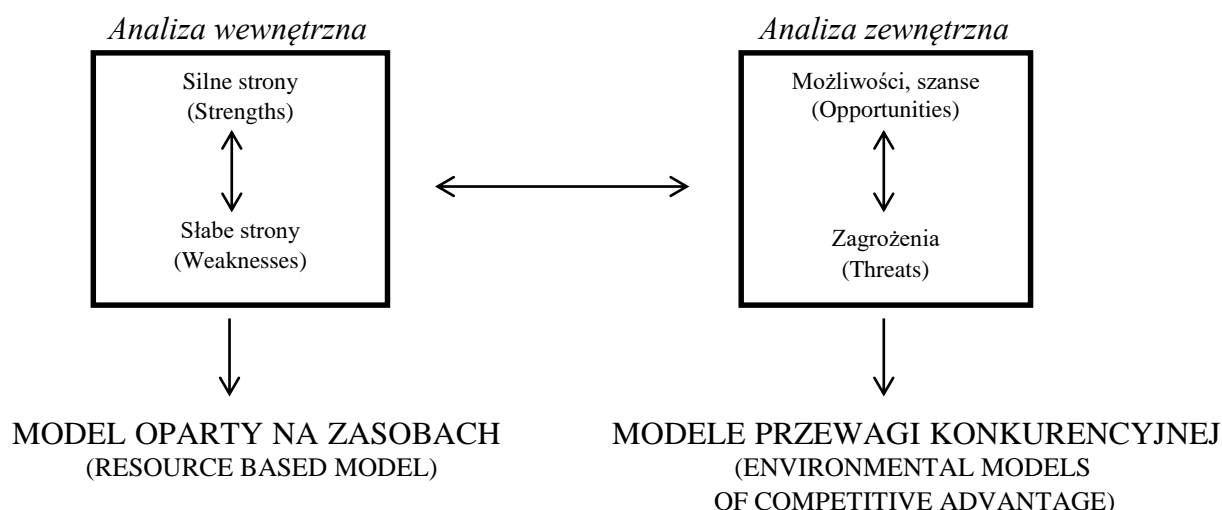 Analiza wewnętrzna
Silne strony
(Strengths)
Słabe strony
(Weaknesses)
MODEL OPARTY NA ZASOBACH
(RESOURCE BASED MODEL)
Analiza zewnętrzna
Możliwości, szanse
(Opportunities)
Zagrożenia
(Threats)
MODELE PRZEWAGI KONKURENCYJNEJ
(ENVIRONMENTAL MODELS
OF COMPETITIVE ADVANTAGE)